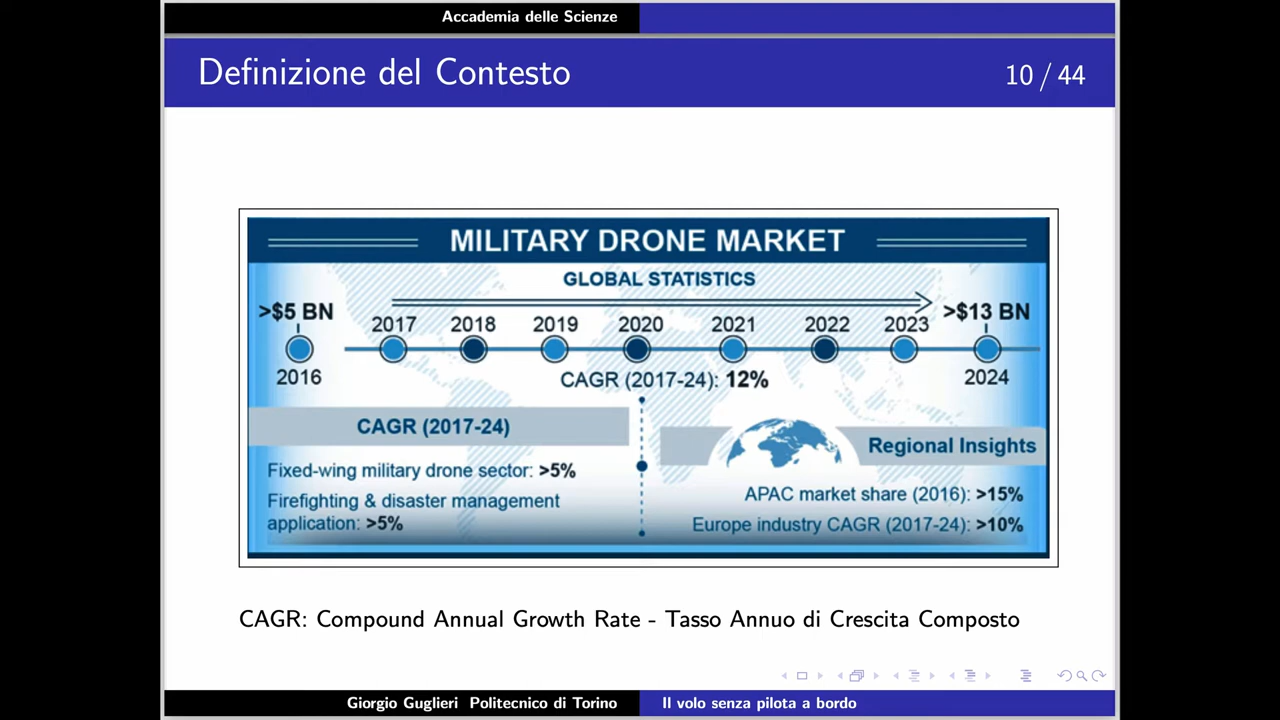 Accademia delle Scienze
Definizione del Contesto
10 / 44
MILITARY DRONE MARKET
GLOBAL STATISTICS
>$5 BN
2017 2018 2019 2020 2021 2022 2023
>$13 BN
2016
CAGR (2017-24): 12%
2024
CAGR (2017-24)
Fixed-wing military drone sector: >5%
Firefighting & disaster management
application: >5%
Regional Insights
APAC market share (2016): >15%
Europe industry CAGR (2017-24): >10%
CAGR: Compound Annual Growth Rate - Tasso Annuo di Crescita Composto
Giorgio Guglieri Politecnico di Torino
Il volo senza pilota a bordo